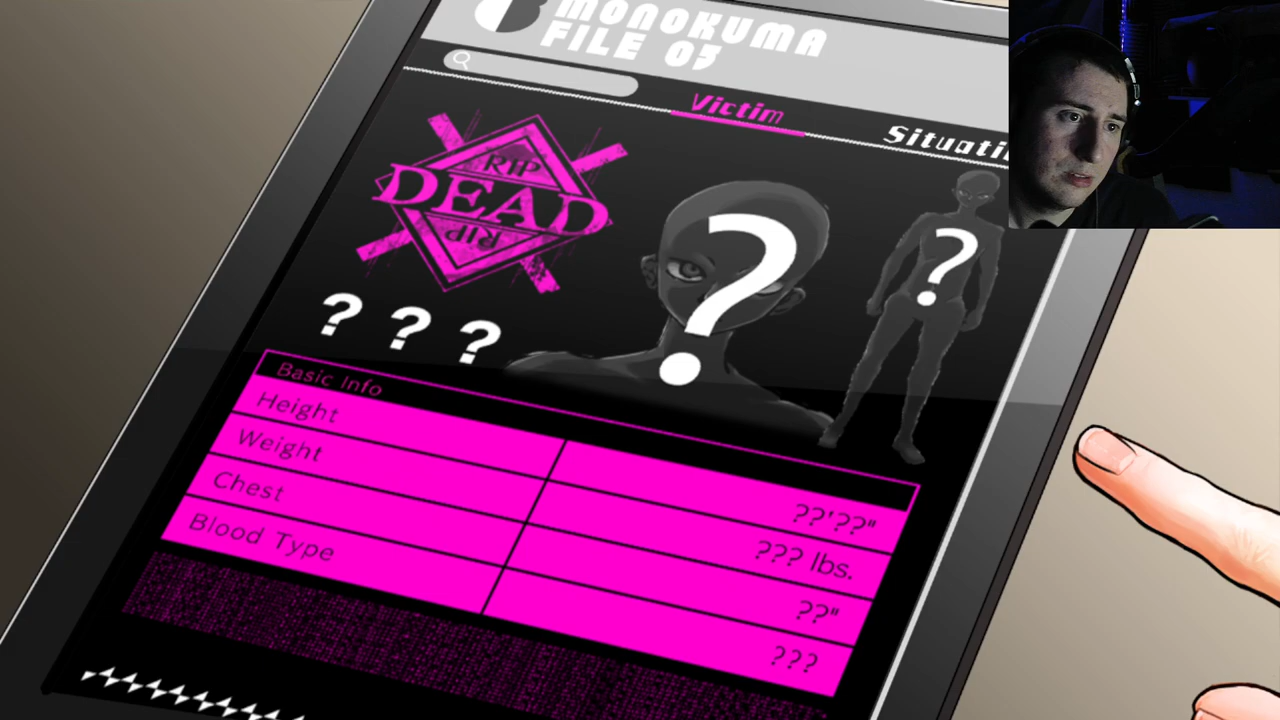 MONOKUMA
FILE 05
Victim
Situati
RIP
DEAD
RIP
? ? ?
?
?
Basic Info
Height ??'??"
Weight ??? lbs.
Chest ??"
Blood Type ???